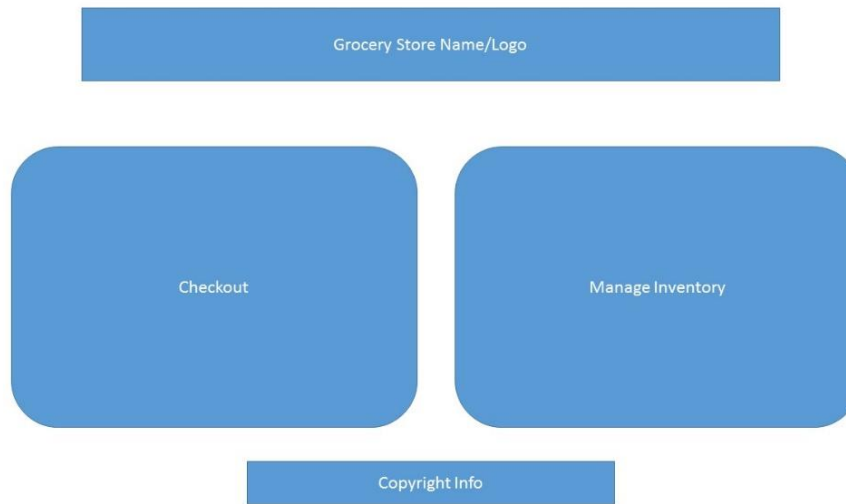 Grocery Store Name/Logo
Checkout
Manage Inventory
Copyright Info